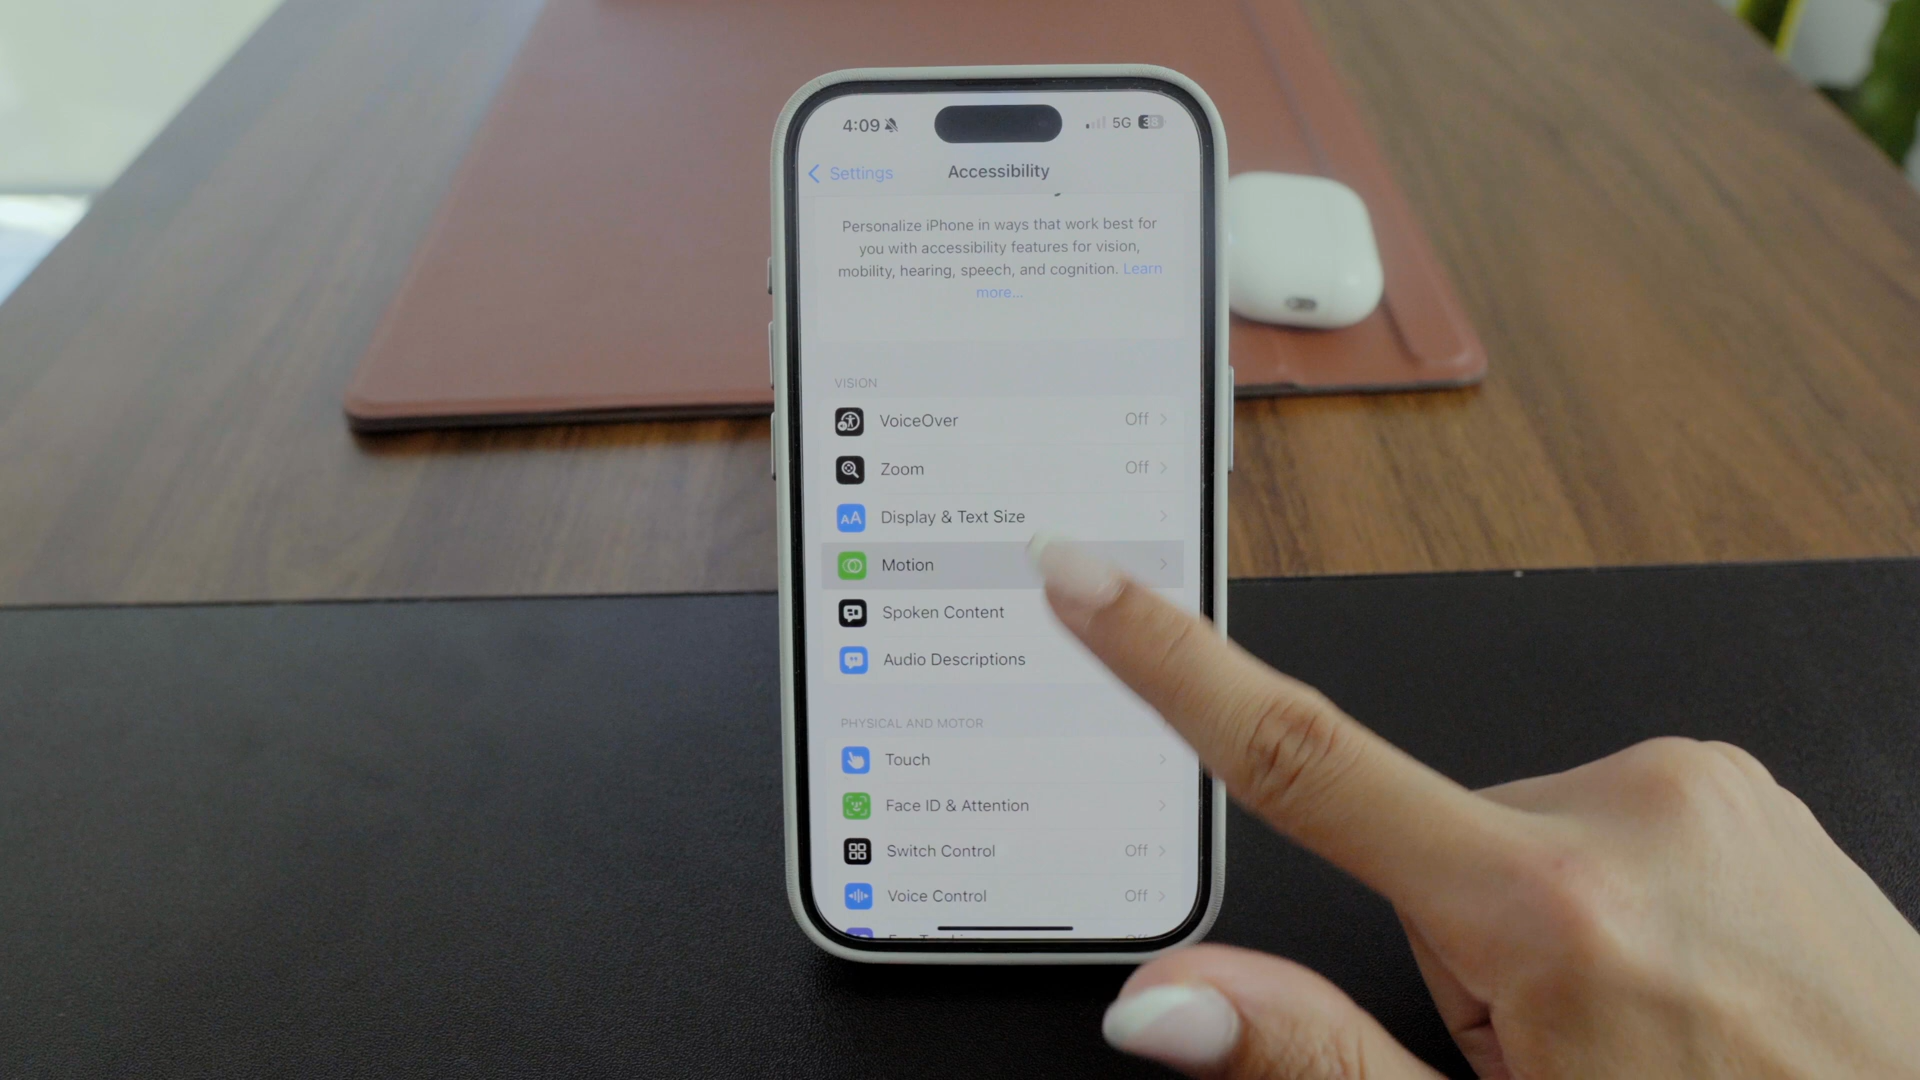 4:09 5G 38
Settings Accessibility
Personalize iPhone in ways that work best for
you with accessibility features for vision,
mobility, hearing, speech, and cognition. Learn
more...
VISION
VoiceOver Off
Zoom Off
Display & Text Size
Motion
Spoken Content
Audio Descriptions
PHYSICAL AND MOTOR
Touch
Face ID & Attention
Switch Control Off
Voice Control Off